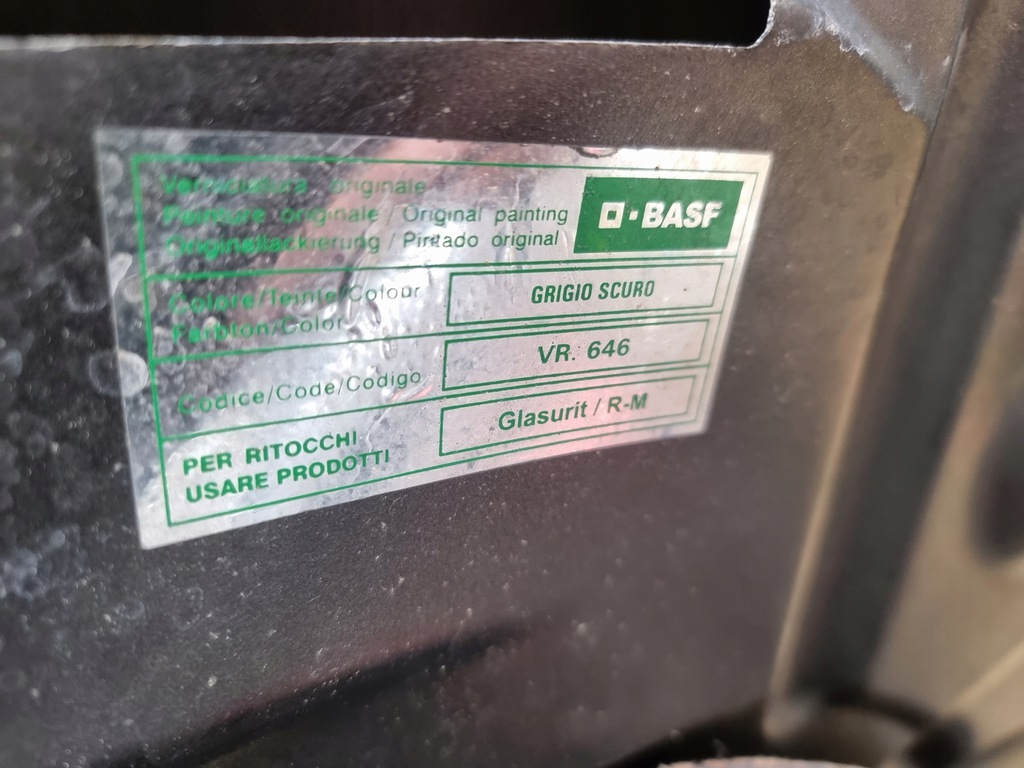 Verniciatura originale
Peinture originale / Original painting
Originallackierung / Pintado original
BASF
Colore/Teinte/Colour
Farbton/Color
GRIGIO SCURO
Codice/Code/Codigo
VR. 646
PER RITOCCHI
USARE PRODOTTI
Glasurit / R-M